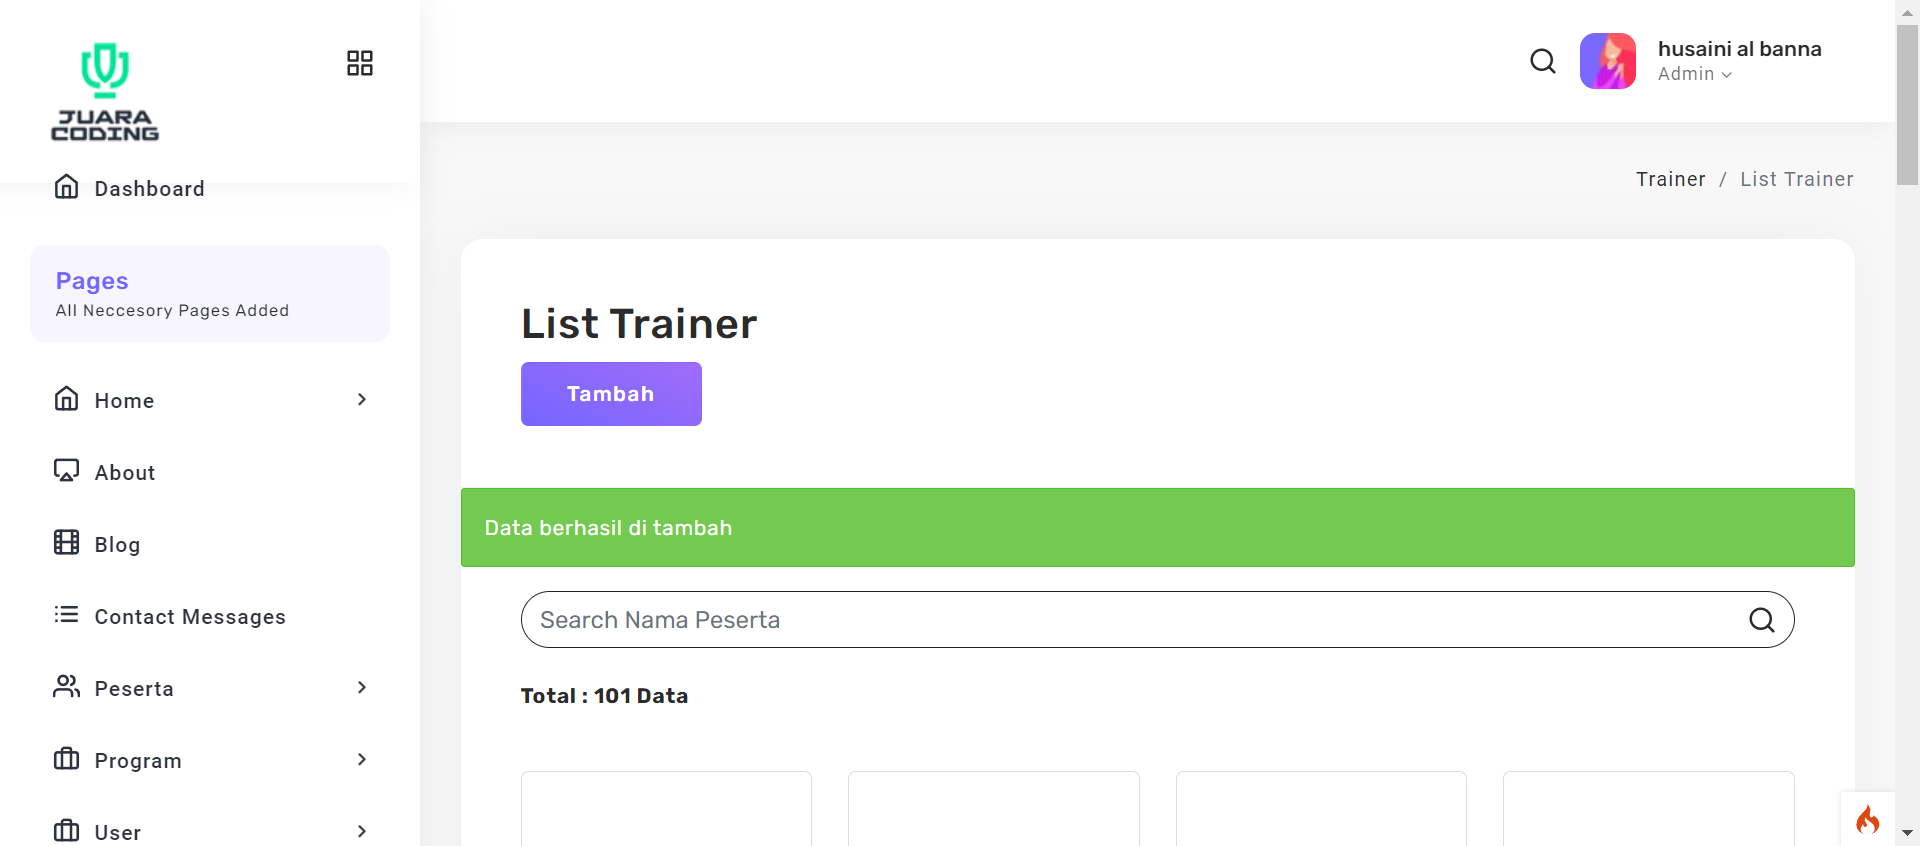 JUARA
CODING
husaini al banna
Admin
Dashboard
Trainer / List Trainer
Pages
All Neccesory Pages Added
List Trainer
Tambah
Home
About
Data berhasil di tambah
Blog
Search Nama Peserta
Contact Messages
Total : 101 Data
Peserta
Program
User